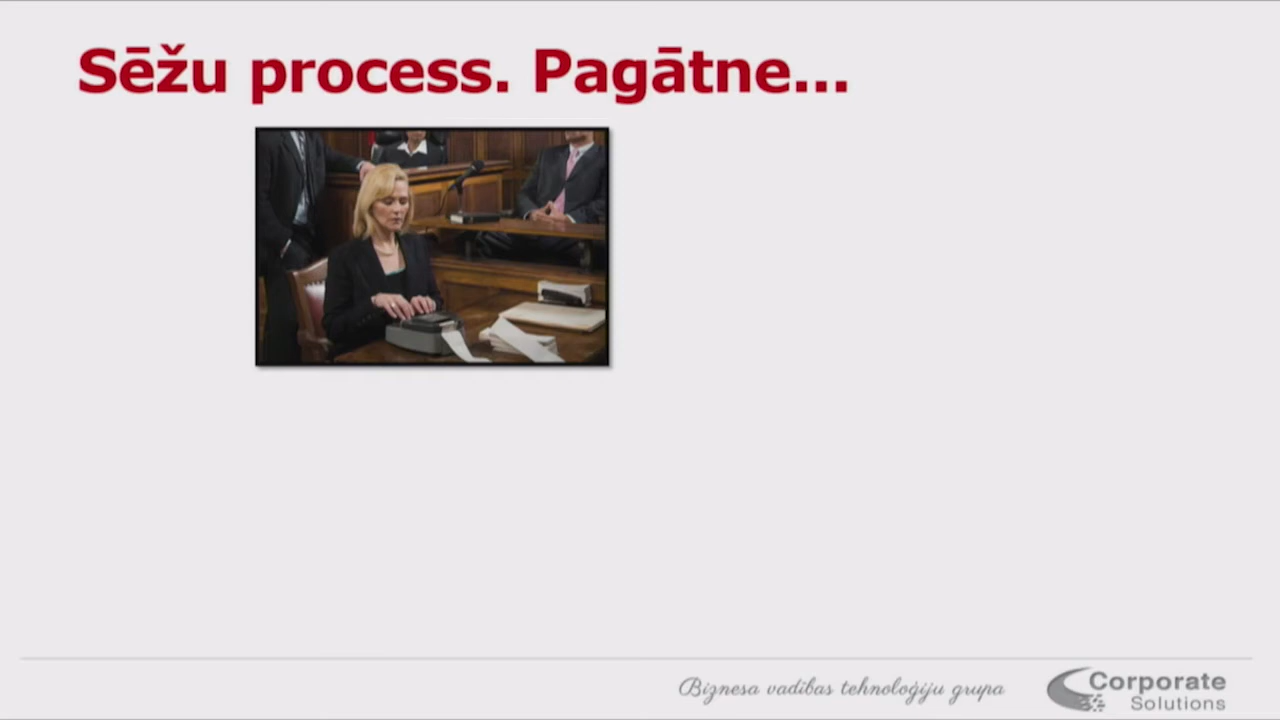 Sēžu process. Pagātne...
Biznesa vadības tehnoloģiju grupa
Corporate
Solutions